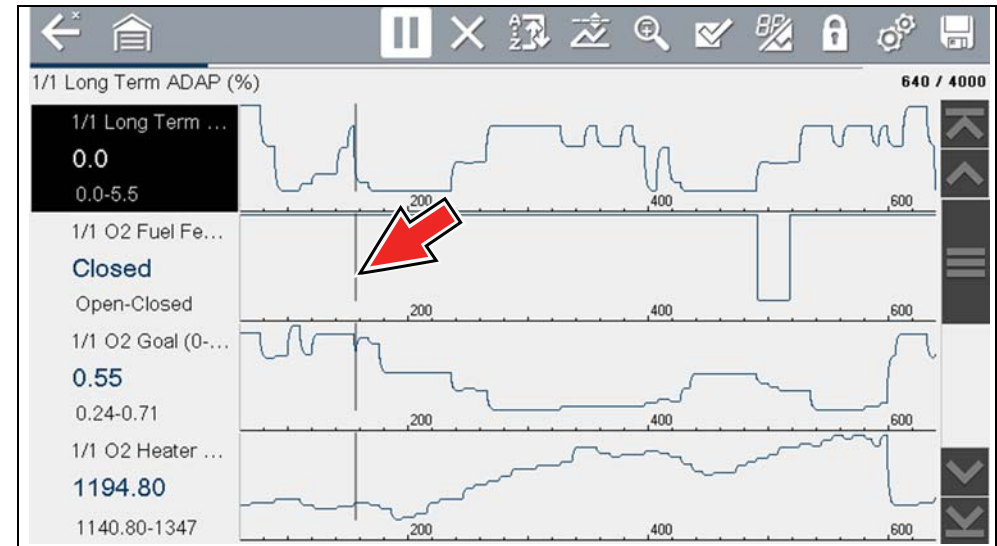 1/1 Long Term ADAP (%)
640 / 4000
1/1 Long Term ...
0.0
0.0-5.5
200 400 600
1/1 O2 Fuel Fe...
Closed
Open-Closed
200 400 600
1/1 O2 Goal (0-...
0.55
0.24-0.71
200 400 600
1/1 O2 Heater ...
1194.80
1140.80-1347
200 400 600